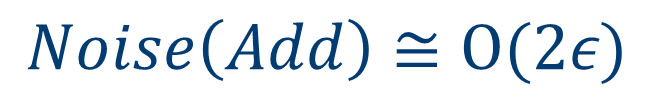 Noise(Add) ≅ O(2ϵ)